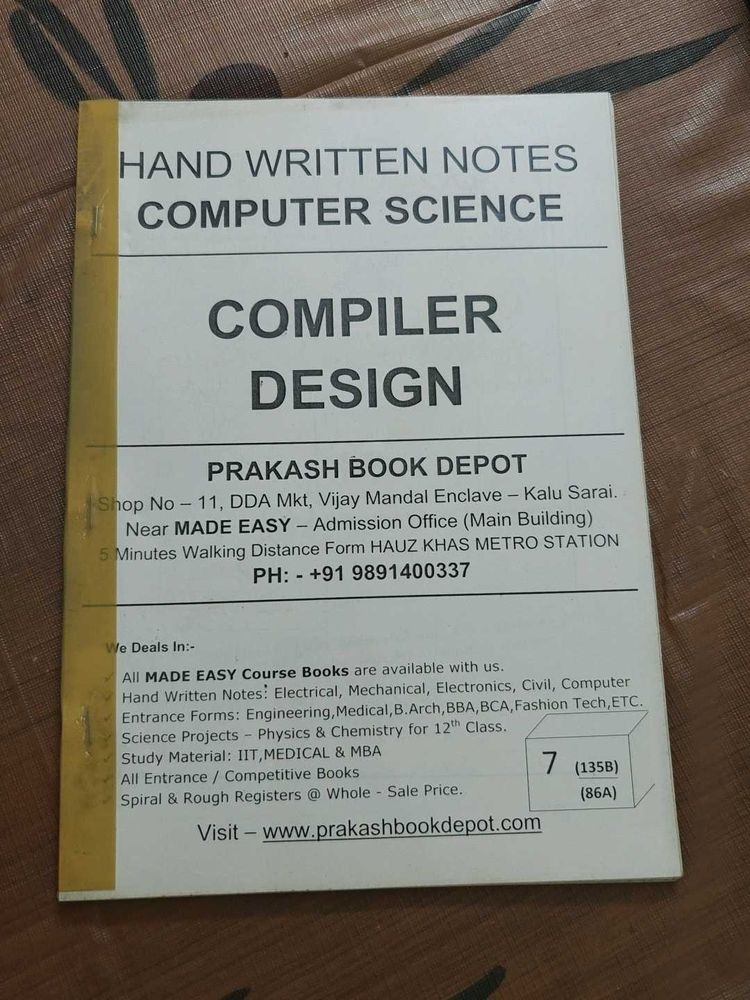 HAND WRITTEN NOTES
COMPUTER SCIENCE
COMPILER
DESIGN
PRAKASH BOOK DEPOT
Shop No – 11, DDA Mkt, Vijay Mandal Enclave – Kalu Sarai.
Near MADE EASY – Admission Office (Main Building)
5 Minutes Walking Distance Form HAUZ KHAS METRO STATION
PH: - +91 9891400337
We Deals In:-
✓ All MADE EASY Course Books are available with us.
✓ Hand Written Notes: Electrical, Mechanical, Electronics, Civil, Computer
✓ Entrance Forms: Engineering,Medical,B.Arch,BBA,BCA,Fashion Tech,ETC.
✓ Science Projects – Physics & Chemistry for 12th Class.
✓ Study Material: IIT,MEDICAL & MBA
✓ All Entrance / Competitive Books
✓ Spiral & Rough Registers @ Whole - Sale Price.
7 (135B)
(86A)
Visit – www.prakashbookdepot.com